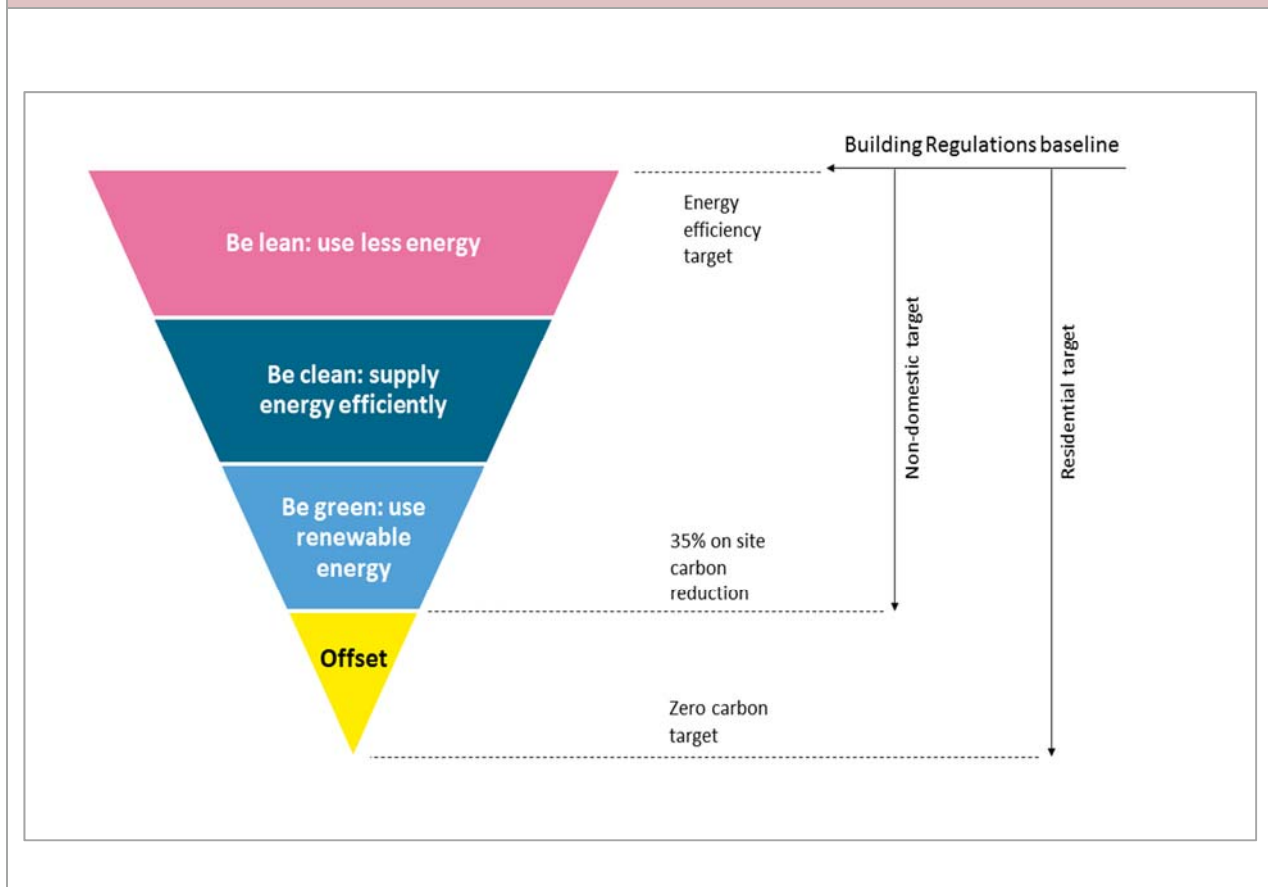 Building Regulations baseline
Be lean: use less energy
Energy
efficiency
target
Be clean: supply
energy efficiently
Non-domestic target
Residential target
Be green: use
renewable
energy
35% on site
carbon
reduction
Offset
Zero carbon
target